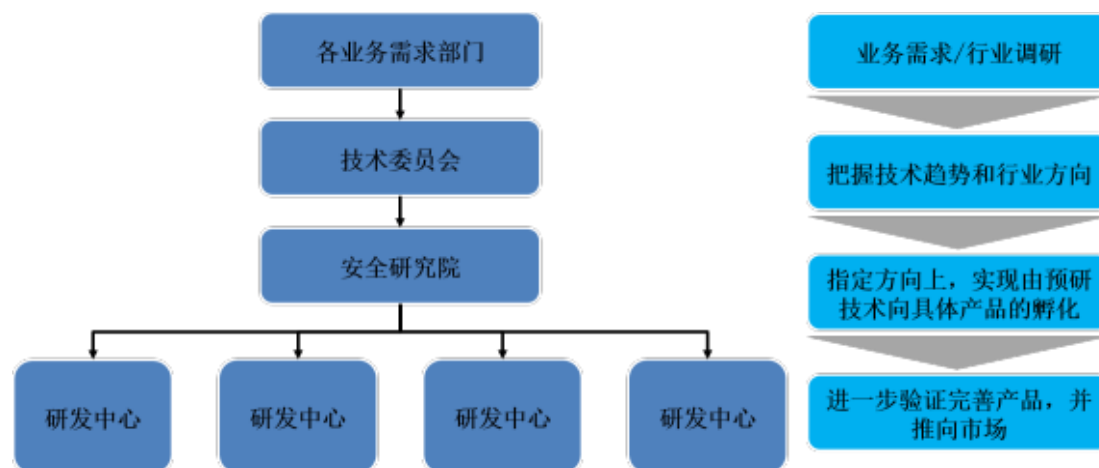 各业务需求部门
技术委员会
安全研究院
研发中心
研发中心
研发中心
研发中心
业务需求/行业调研
把握技术趋势和行业方向
指定方向上，实现由预研
技术向具体产品的孵化
进一步验证完善产品，并
推向市场